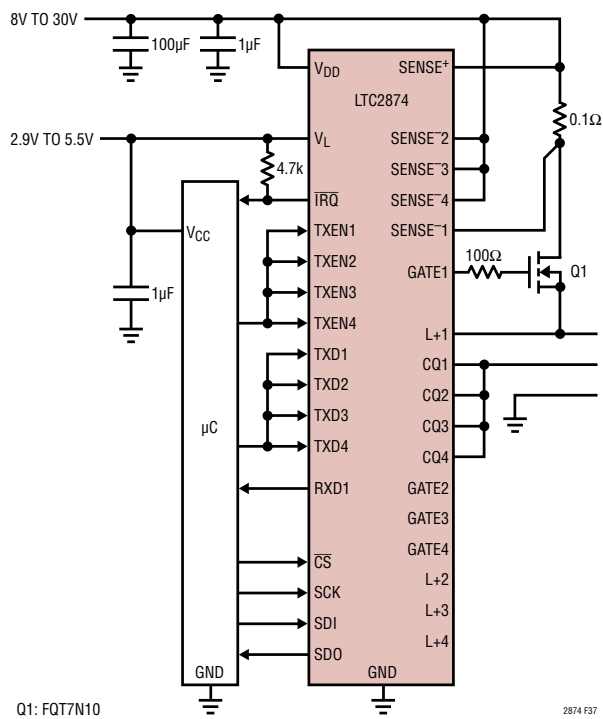 8V TO 30V
100µF
1µF
VDD
SENSE+
LTC2874
0.1Ω
2.9V TO 5.5V
VL
SENSE–2
4.7k
SENSE–3
IRQ
SENSE–4
VCC
TXEN1
SENSE–1
TXEN2
100Ω
GATE1
Q1
1µF
TXEN3
TXEN4
L+1
TXD1
CQ1
TXD2
CQ2
TXD3
CQ3
µC
TXD4
CQ4
RXD1
GATE2
GATE3
GATE4
CS
L+2
SCK
L+3
SDI
L+4
SDO
GND
GND
Q1: FQT7N10
2874 F37